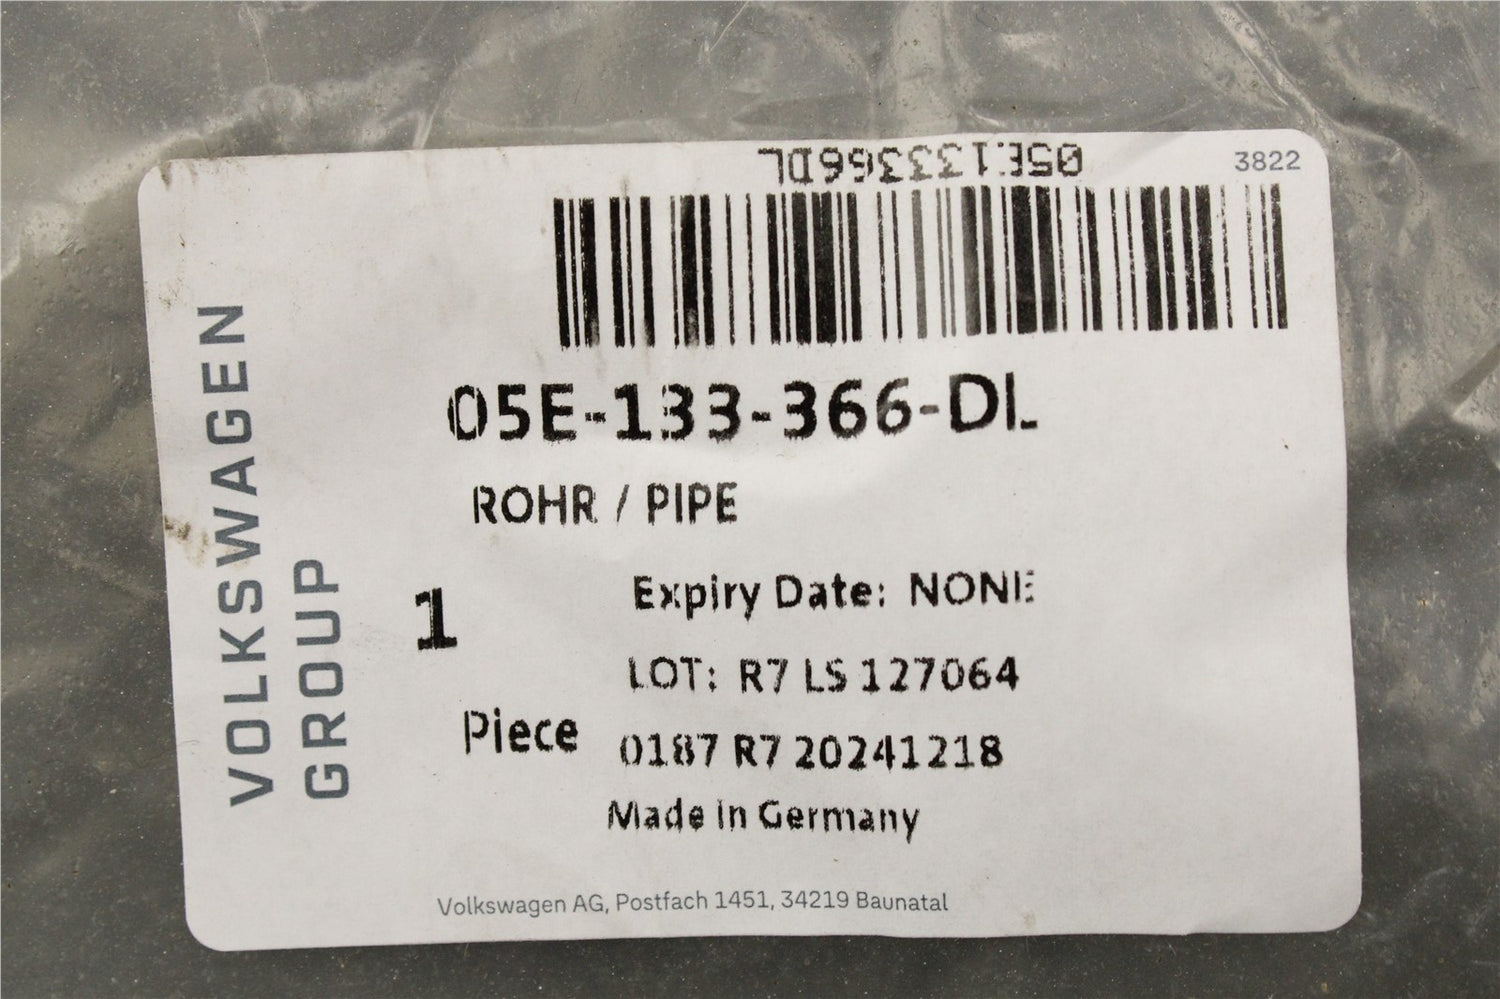 05E133366DL
3822
VOLKSWAGEN
GROUP
05E-133-366-DL
ROHR / PIPE
1
Piece
Expiry Date: NONE
LOT: R7 LS 127064
0187 R7 20241218
Made in Germany
Volkswagen AG, Postfach 1451, 34219 Baunatal